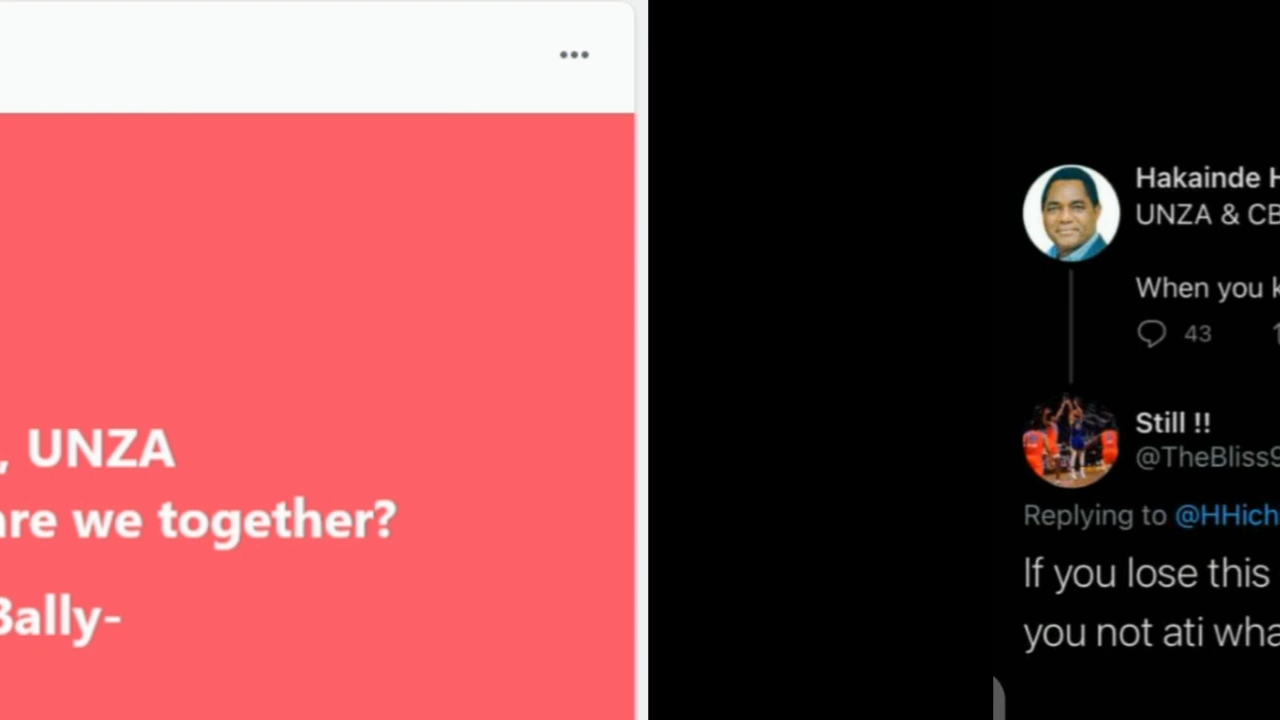 , UNZA
are we together?
Bally-
Hakainde H
UNZA & CB
When you k
43
Still !!
@TheBliss9
Replying to @HHich
If you lose this
you not ati wha